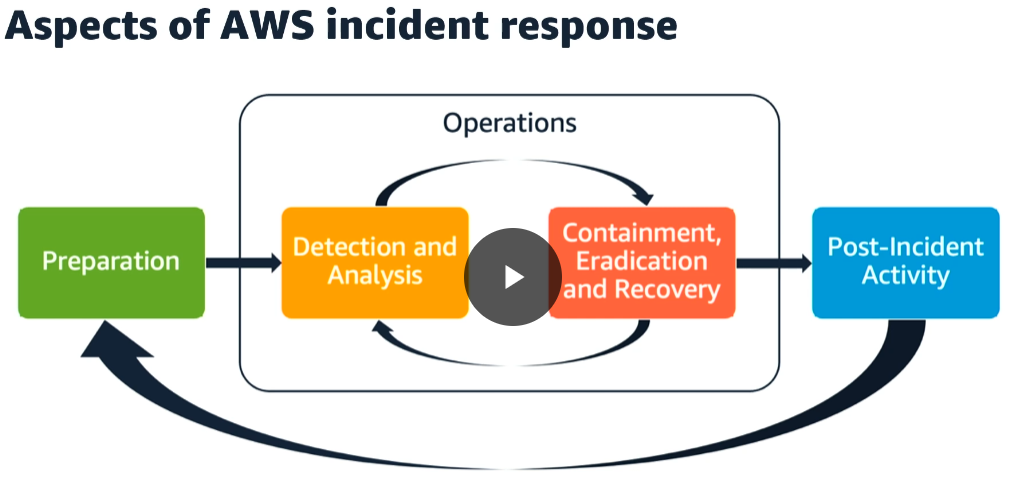 Aspects of AWS incident response
Operations
Preparation
Detection and
Analysis
Containment,
Eradication
and Recovery
Post-Incident
Activity